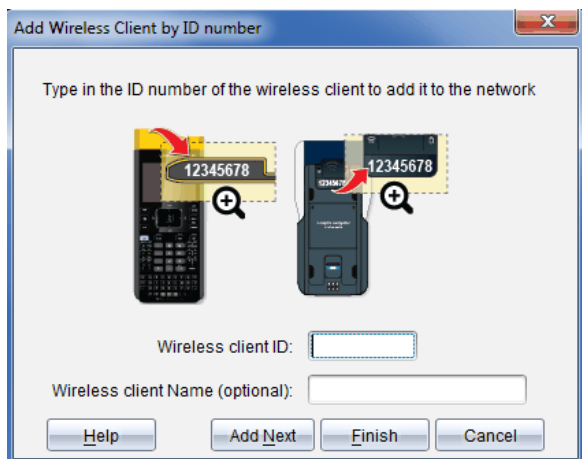 Add Wireless Client by ID number
Type in the ID number of the wireless client to add it to the network
12345678
12345678
12345678
Wireless client ID:
Wireless client Name (optional):
Help Add Next Finish Cancel